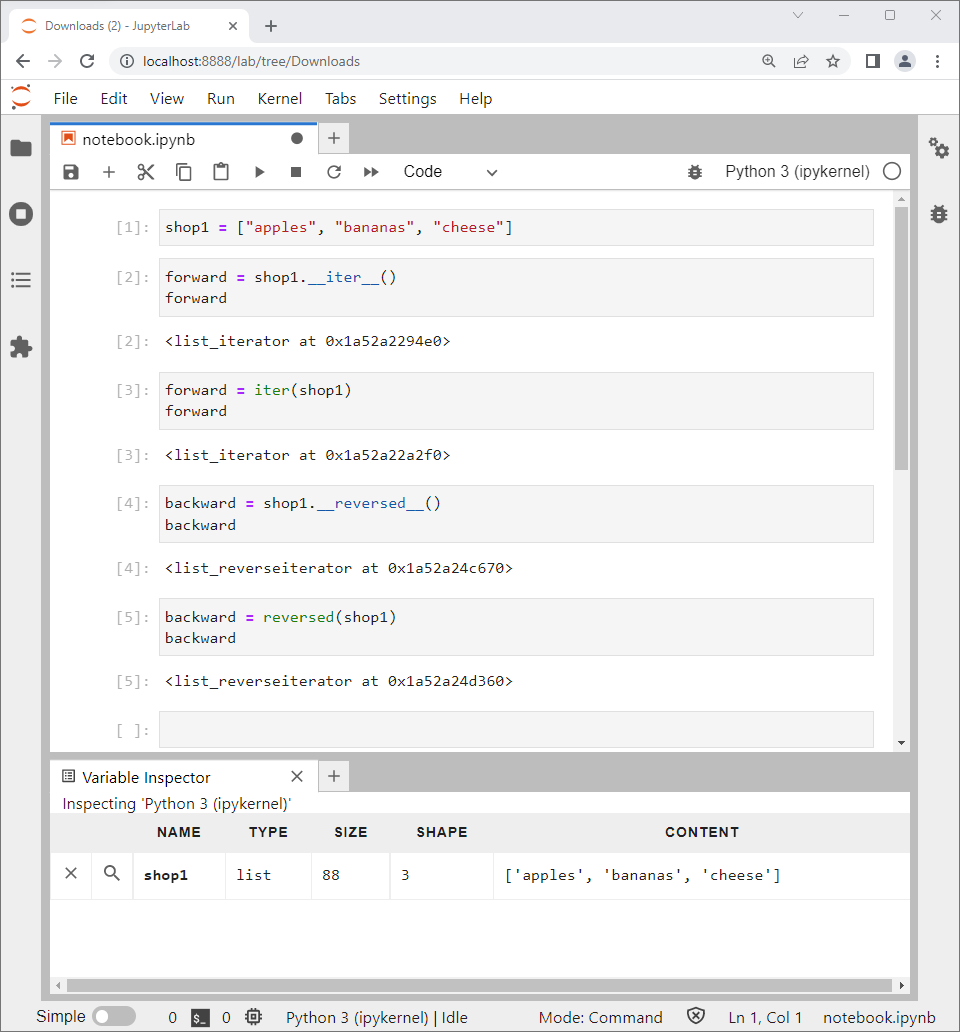 Downloads (2) - JupyterLab
localhost:8888/lab/tree/Downloads
File Edit View Run Kernel Tabs Settings Help
notebook.ipynb
Code Python 3 (ipykernel)
[1]: shop1 = ["apples", "bananas", "cheese"]
[2]: forward = shop1.__iter__()
forward
[2]: <list_iterator at 0x1a52a2294e0>
[3]: forward = iter(shop1)
forward
[3]: <list_iterator at 0x1a52a22a2f0>
[4]: backward = shop1.__reversed__()
backward
[4]: <list_reverseiterator at 0x1a52a24c670>
[5]: backward = reversed(shop1)
backward
[5]: <list_reverseiterator at 0x1a52a24d360>
[ ]:
Variable Inspector
Inspecting 'Python 3 (ipykernel)'
NAME TYPE SIZE SHAPE CONTENT
shop1 list 88 3 ['apples', 'bananas', 'cheese']
Simple 0 $_ 0 Python 3 (ipykernel) | Idle Mode: Command Ln 1, Col 1 notebook.ipynb